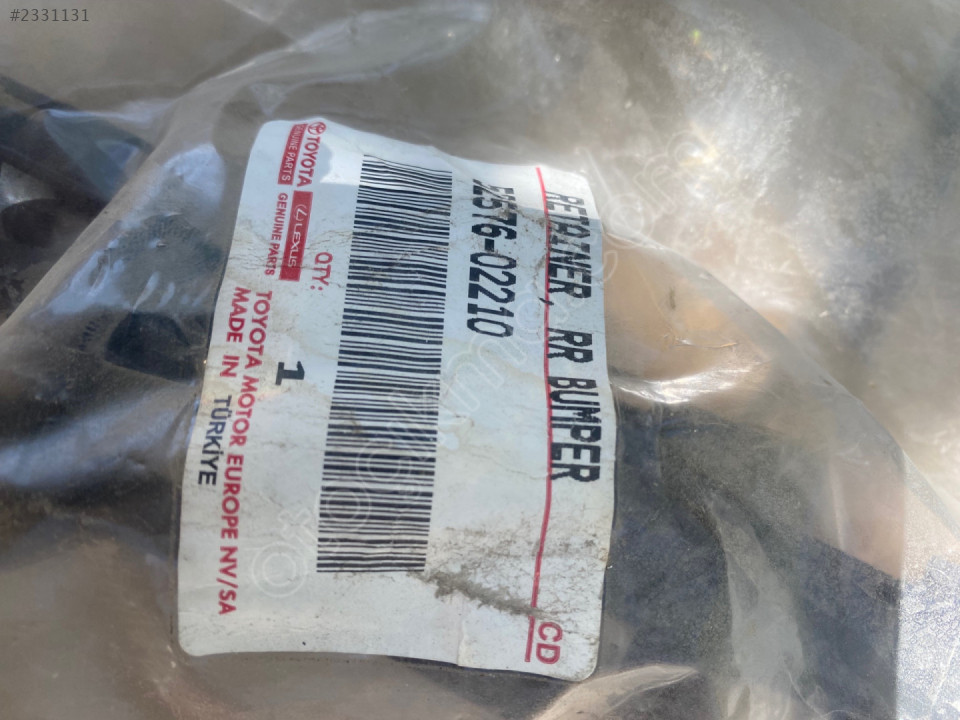 #2331131
RETAINER, RR BUMPER
52576-02210
TOYOTA
GENUINE PARTS
LEXUS
GENUINE PARTS
QTY: 1
TOYOTA MOTOR EUROPE NV/SA
MADE IN TÜRKİYE
CD